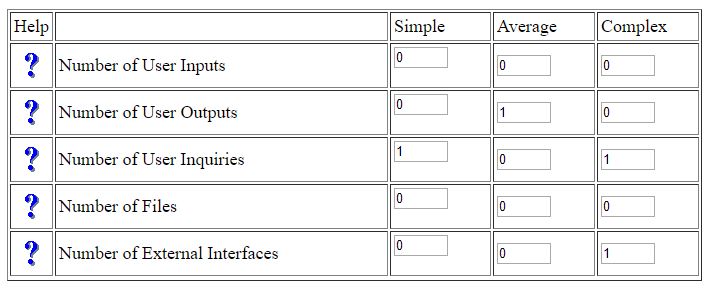 Help Simple Average Complex
? Number of User Inputs 0 0 0
? Number of User Outputs 0 1 0
? Number of User Inquiries 1 0 1
? Number of Files 0 0 0
? Number of External Interfaces 0 0 1